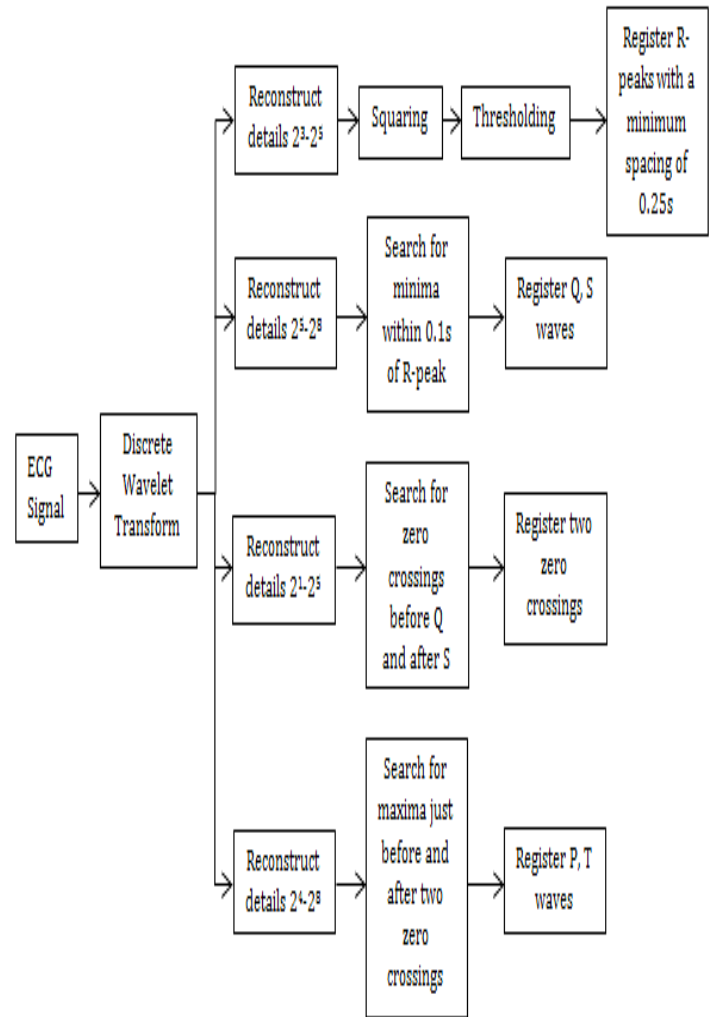 Register R-
peaks with a
minimum
spacing of
0.25s
Reconstruct
details 2³-2⁵
Squaring
Thresholding
Reconstruct
details 2⁵-2⁸
Search for
minima
within 0.1s
of R-peak
Register Q, S
waves
ECG
Signal
Discrete
Wavelet
Transform
Reconstruct
details 2¹-2⁵
Search for
zero
crossings
before Q
and after S
Register two
zero
crossings
Reconstruct
details 2⁴-2⁸
Search for
maxima just
before and
after two
zero
crossings
Register P, T
waves